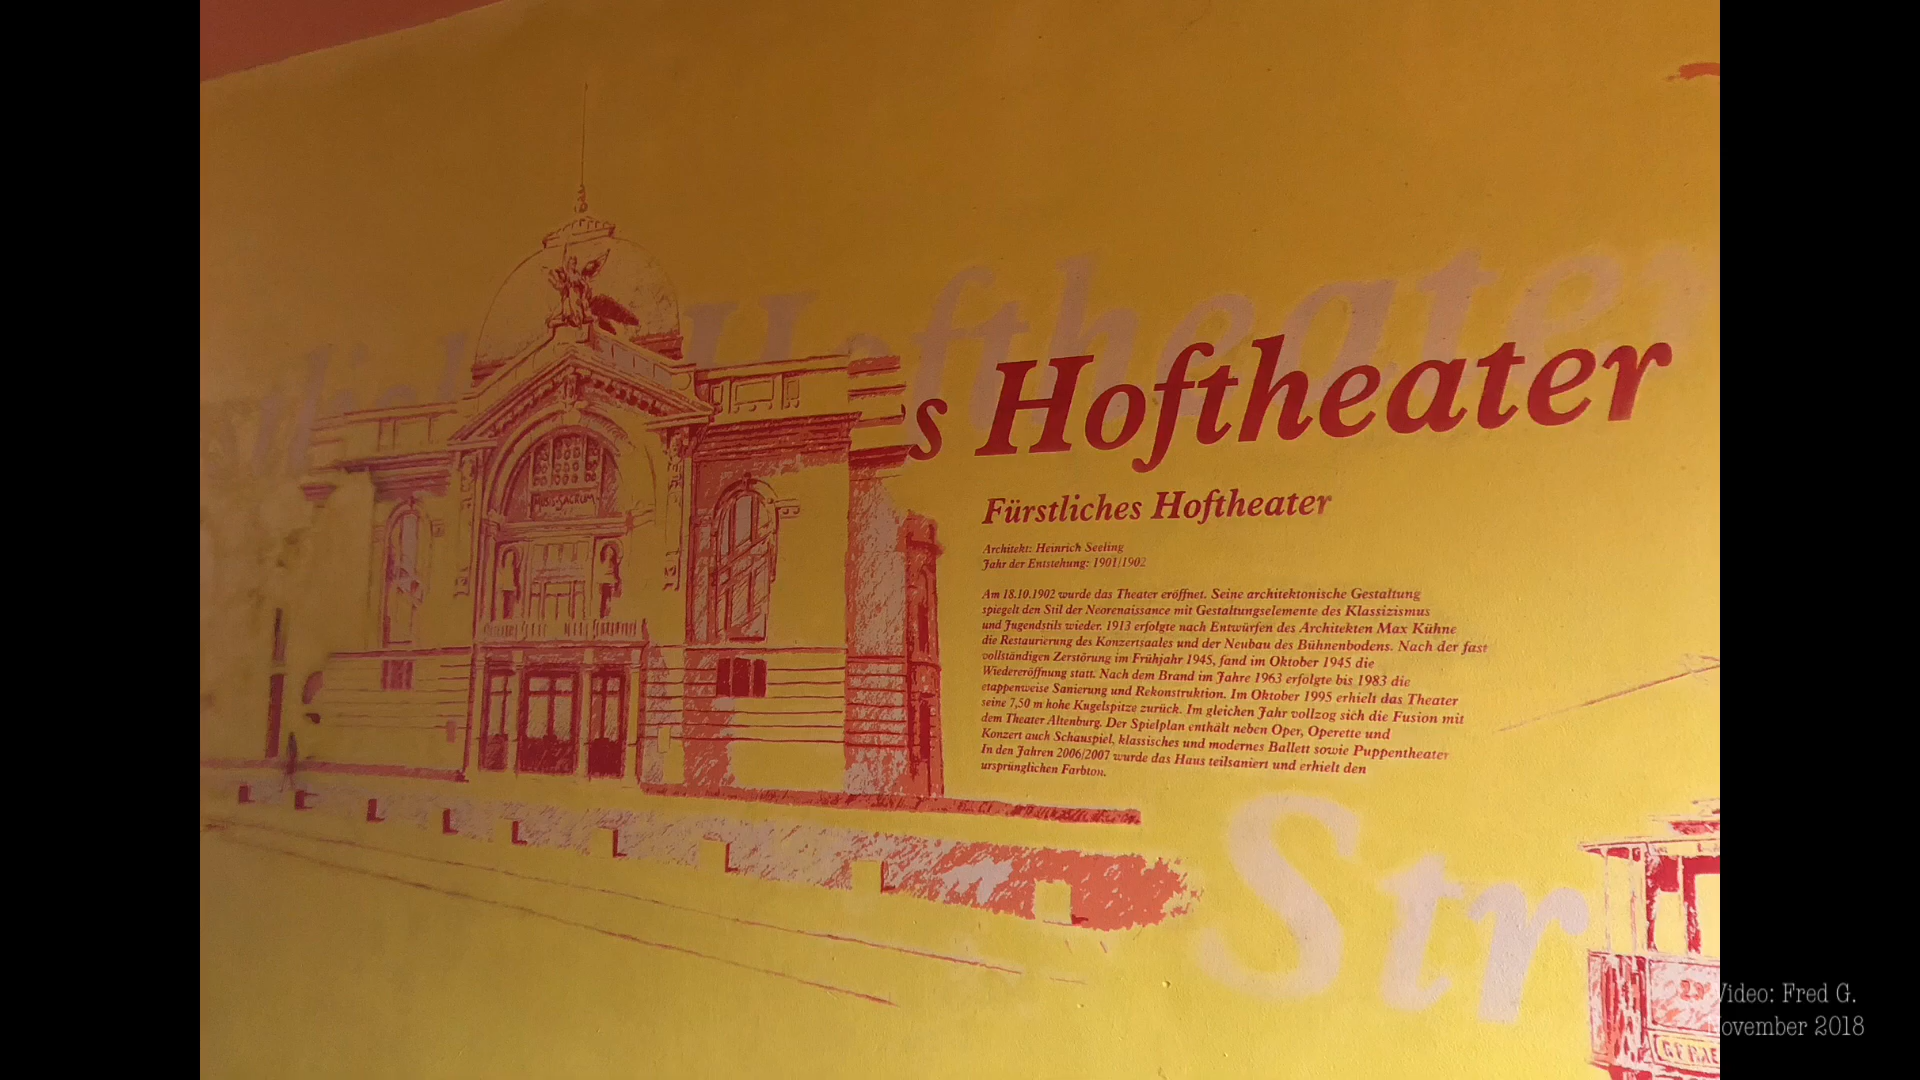 Hoftheater
s Hoftheater
MUSIS SACRUM
Fürstliches Hoftheater
Architekt: Heinrich Seeling
Jahr der Entstehung: 1901/1902
Am 18.10.1902 wurde das Theater eröffnet. Seine architektonische Gestaltung
spiegelt den Stil der Neorenaissance mit Gestaltungselemente des Klassizismus
und Jugendstils wieder. 1913 erfolgte nach Entwürfen des Architekten Max Kühne
die Restaurierung des Konzertsaales und der Neubau des Bühnenbodens. Nach der fast
vollständigen Zerstörung im Frühjahr 1945, fand im Oktober 1945 die
Wiedereröffnung statt. Nach dem Brand im Jahre 1963 erfolgte bis 1983 die
etappenweise Sanierung und Rekonstruktion. Im Oktober 1995 erhielt das Theater
seine 7,50 m hohe Kugelspitze zurück. Im gleichen Jahr vollzog sich die Fusion mit
dem Theater Altenburg. Der Spielplan enthält neben Oper, Operette und
Konzert auch Schauspiel, klassisches und modernes Ballett sowie Puppentheater
In den Jahren 2006/2007 wurde das Haus teilsaniert und erhielt den
ursprünglichen Farbton.
Str
23
Video: Fred G.
November 2018